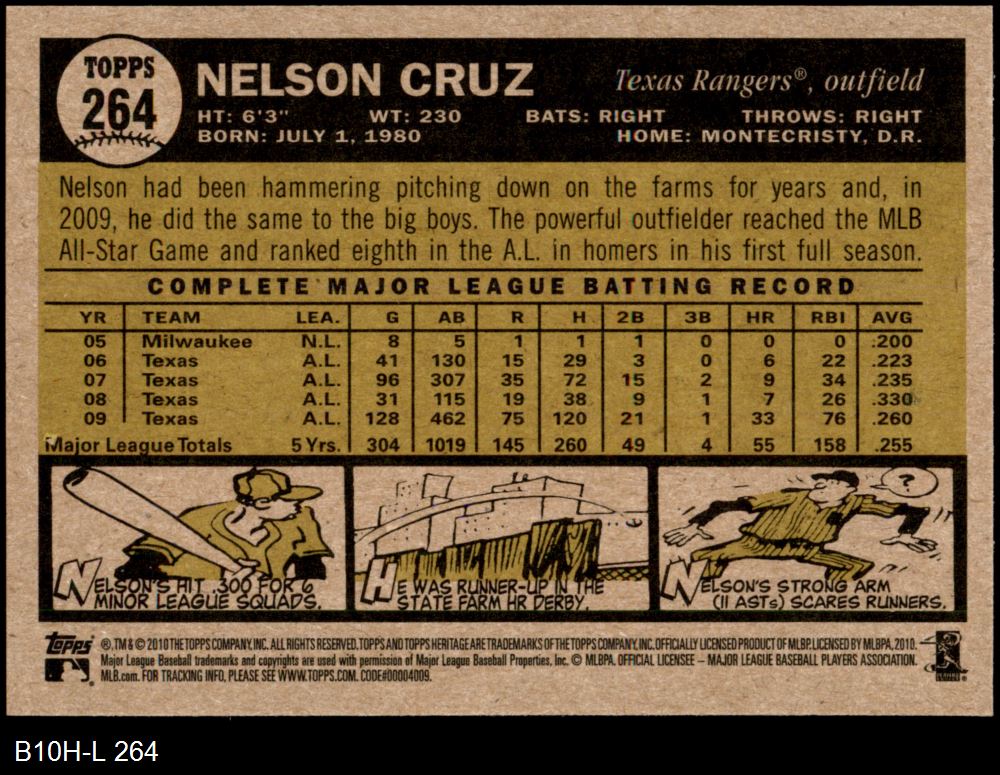 TOPPS
264
NELSON CRUZ
Texas Rangers®, outfield
HT: 6'3" WT: 230 BATS: RIGHT THROWS: RIGHT
BORN: JULY 1, 1980 HOME: MONTECRISTY, D.R.
Nelson had been hammering pitching down on the farms for years and, in
2009, he did the same to the big boys. The powerful outfielder reached the MLB
All-Star Game and ranked eighth in the A.L. in homers in his first full season.
COMPLETE MAJOR LEAGUE BATTING RECORD
YR TEAM LEA. G AB R H 2B 3B HR RBI AVG
05 Milwaukee N.L. 8 5 1 1 1 0 0 0 .200
06 Texas A.L. 41 130 15 29 3 0 6 22 .223
07 Texas A.L. 96 307 35 72 15 2 9 34 .235
08 Texas A.L. 31 115 19 38 9 1 7 26 .330
09 Texas A.L. 128 462 75 120 21 1 33 76 .260
Major League Totals 5 Yrs. 304 1019 145 260 49 4 55 158 .255
NELSON'S HIT .300 FOR 6
MINOR LEAGUE SQUADS.
HE WAS RUNNER-UP IN THE
STATE FARM HR DERBY.
?
NELSON'S STRONG ARM
(11 ASTS) SCARES RUNNERS.
Topps ®, TM & © 2010 THE TOPPS COMPANY, INC. ALL RIGHTS RESERVED. TOPPS AND TOPPS HERITAGE ARE TRADEMARKS OF THE TOPPS COMPANY, INC. OFFICIALLY LICENSED PRODUCT OF MLBP. LICENSED BY MLBPA, 2010.
Major League Baseball trademarks and copyrights are used with permission of Major League Baseball Properties, Inc. © MLBPA. OFFICIAL LICENSEE – MAJOR LEAGUE BASEBALL PLAYERS ASSOCIATION.
MLB.com. FOR TRACKING INFO, PLEASE SEE WWW.TOPPS.COM. CODE#00004009.
B10H-L 264